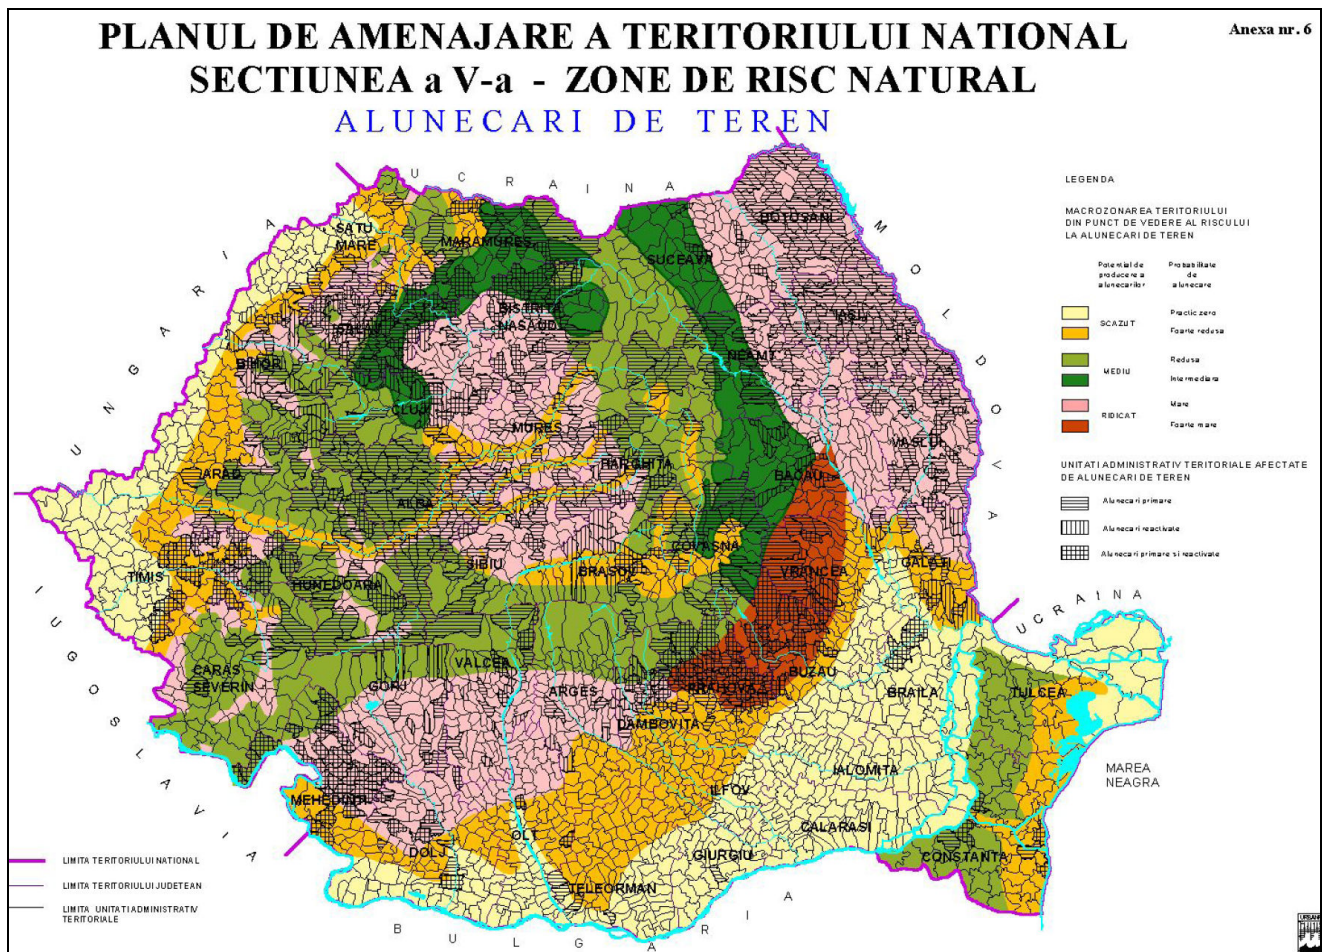 PLANUL DE AMENAJARE A TERITORIULUI NATIONAL
Anexa nr. 6
SECTIUNEA a V-a - ZONE DE RISC NATURAL
ALUNECARI DE TEREN
UCRAINA
UNGARIA
MOLDOVA
IUGOSLAVIA
BULGARIA
UCRAINA
MAREA
NEAGRA
SATU
MARE
MARAMURES
SUCEAVA
BOTOSANI
BISTRITA
NASAUD
SALAJ
IASI
BIHOR
NEAMT
CLUJ
MURES
VASLUI
ARAD
HARGHITA
BACAU
ALBA
COVASNA
TIMIS
HUNEDOARA
SIBIU
BRASOV
VRANCEA
GALATI
CARAS
SEVERIN
GORJ
VALCEA
ARGES
PRAHOVA
BUZAU
BRAILA
TULCEA
DAMBOVITA
MEHEDINTI
ILFOV
IALOMITA
OLT
DOLJ
CALARASI
GIURGIU
CONSTANTA
TELEORMAN
LEGENDA
MACROZONAREA TERITORIULUI
DIN PUNCT DE VEDERE AL RISCULUI
LA ALUNECARI DE TEREN
Potential de
producere a
alunecarilor
Probabilitate
de
alunecare
SCAZUT
Practic zero
Foarte redusa
MEDIU
Redusa
Intermediara
RIDICAT
Mare
Foarte mare
UNITATI ADMINISTRATIV TERITORIALE AFECTATE
DE ALUNECARI DE TEREN
Alunecari primare
Alunecari reactivate
Alunecari primare si reactivate
LIMITA TERITORIULUI NATIONAL
LIMITA TERITORIULUI JUDETEAN
LIMITA UNITATI ADMINISTRATIV
TERITORIALE